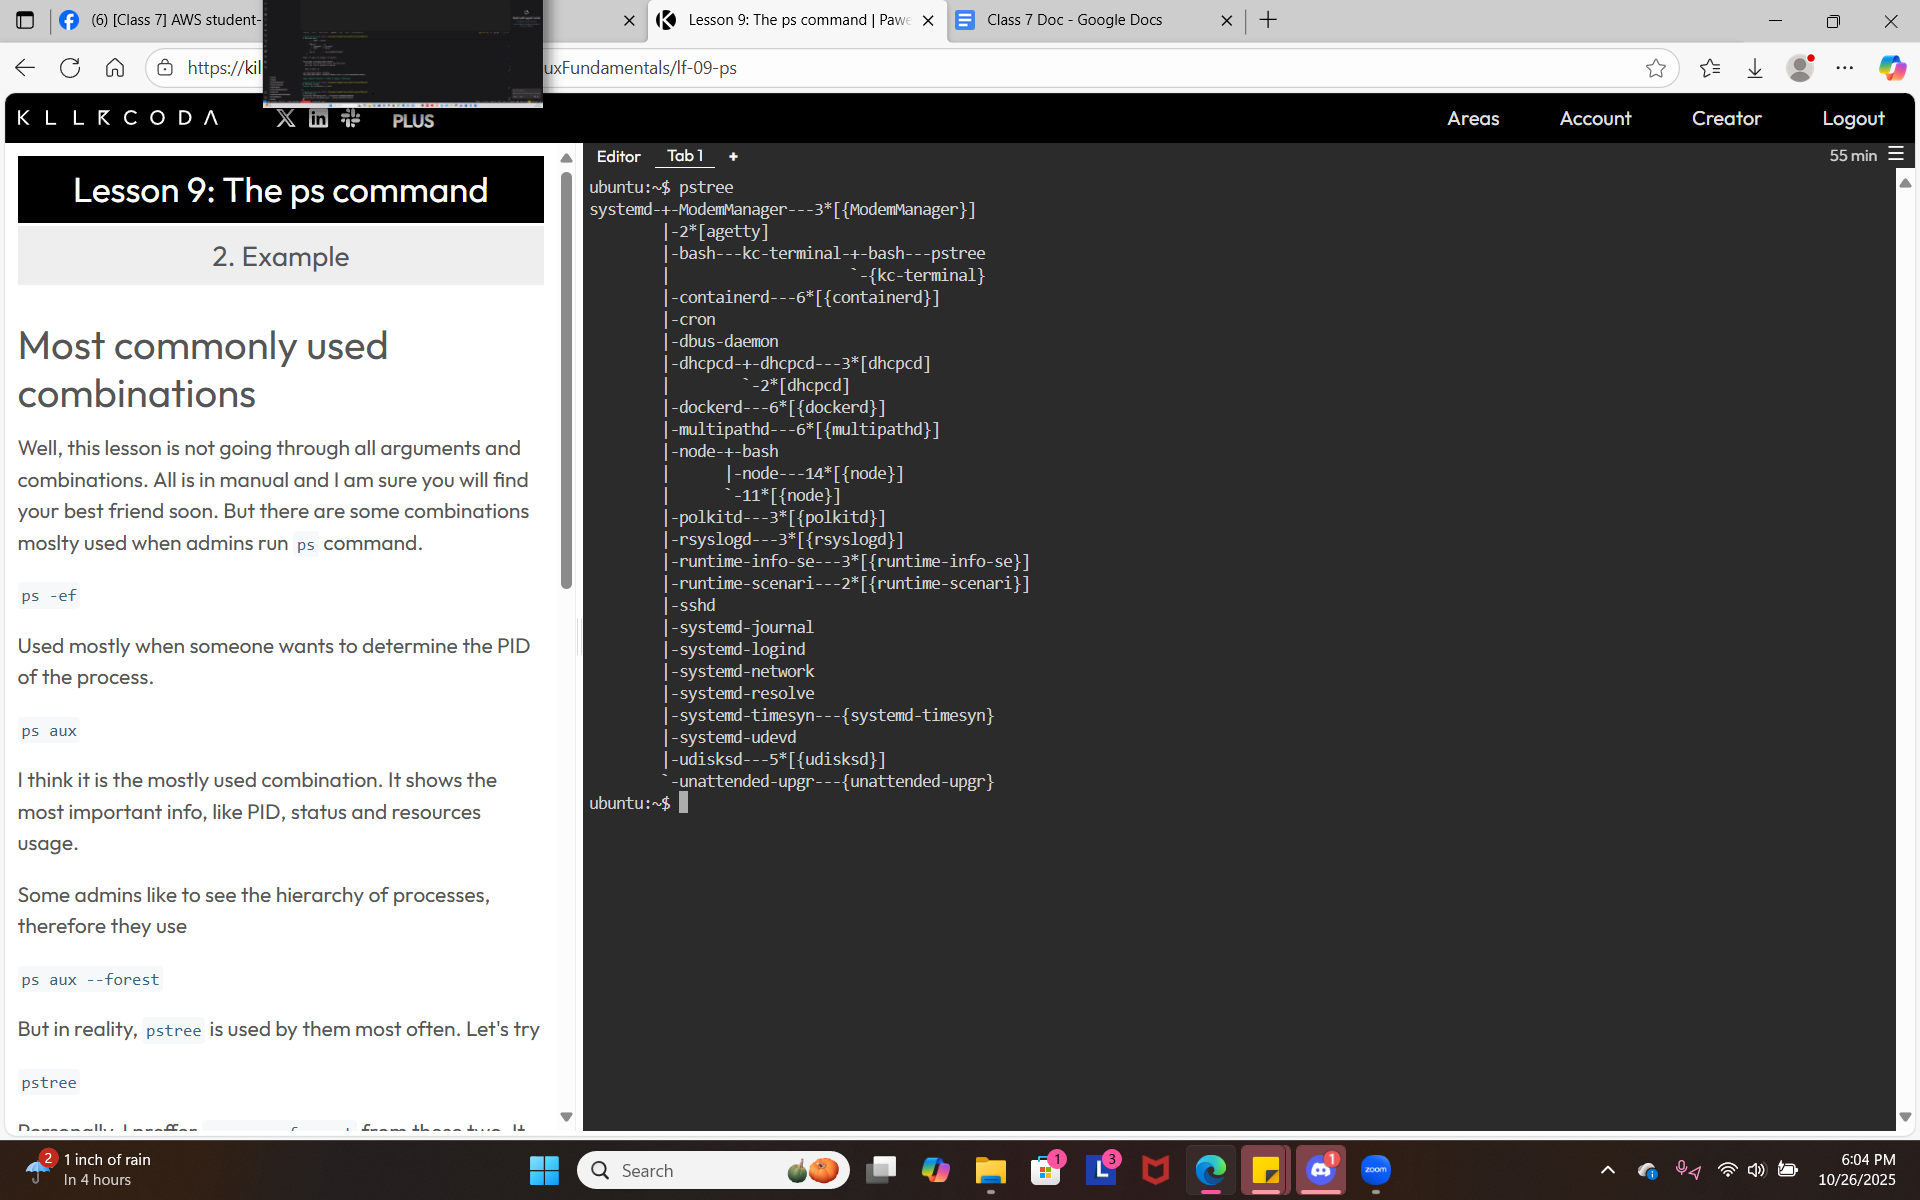 (6) [Class 7] AWS student-
Lesson 9: The ps command | Pawe
Class 7 Doc - Google Docs
https://kil
uxFundamentals/lf-09-ps
KLLRCODA
PLUS
Areas
Account
Creator
Logout
Lesson 9: The ps command
2. Example
Most commonly used
combinations
Well, this lesson is not going through all arguments and
combinations. All is in manual and I am sure you will find
your best friend soon. But there are some combinations
moslty used when admins run ps command.
ps -ef
Used mostly when someone wants to determine the PID
of the process.
ps aux
I think it is the mostly used combination. It shows the
most important info, like PID, status and resources
usage.
Some admins like to see the hierarchy of processes,
therefore they use
ps aux --forest
But in reality, pstree is used by them most often. Let's try
pstree
Editor Tab 1 +
55 min
ubuntu:~$ pstree
systemd-+-ModemManager---3*[{ModemManager}]
        |-2*[agetty]
        |-bash---kc-terminal-+-bash---pstree
        |                    `-{kc-terminal}
        |-containerd---6*[{containerd}]
        |-cron
        |-dbus-daemon
        |-dhcpcd-+-dhcpcd---3*[dhcpcd]
        |        `-2*[dhcpcd]
        |-dockerd---6*[{dockerd}]
        |-multipathd---6*[{multipathd}]
        |-node-+-bash
        |      |-node---14*[{node}]
        |      `-11*[{node}]
        |-polkitd---3*[{polkitd}]
        |-rsyslogd---3*[{rsyslogd}]
        |-runtime-info-se---3*[{runtime-info-se}]
        |-runtime-scenari---2*[{runtime-scenari}]
        |-sshd
        |-systemd-journal
        |-systemd-logind
        |-systemd-network
        |-systemd-resolve
        |-systemd-timesyn---{systemd-timesyn}
        |-systemd-udevd
        |-udisksd---5*[{udisksd}]
        `-unattended-upgr---{unattended-upgr}
ubuntu:~$
2
1 inch of rain
In 4 hours
Search
1
L
3
1
zoom
6:04 PM
10/26/2025